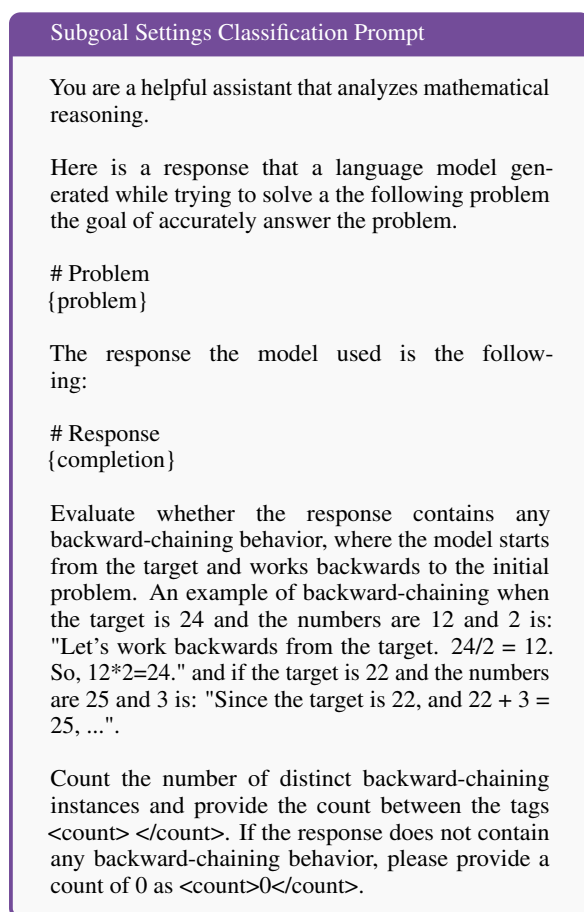 Subgoal Settings Classification Prompt
You are a helpful assistant that analyzes mathematical
reasoning.
Here is a response that a language model gen-
erated while trying to solve a the following problem
the goal of accurately answer the problem.
# Problem
{problem}
The response the model used is the follow-
ing:
# Response
{completion}
Evaluate whether the response contains any
backward-chaining behavior, where the model starts
from the target and works backwards to the initial
problem. An example of backward-chaining when
the target is 24 and the numbers are 12 and 2 is:
"Let's work backwards from the target. 24/2 = 12.
So, 12*2=24." and if the target is 22 and the numbers
are 25 and 3 is: "Since the target is 22, and 22 + 3 =
25, ...".
Count the number of distinct backward-chaining
instances and provide the count between the tags
<count> </count>. If the response does not contain
any backward-chaining behavior, please provide a
count of 0 as <count>0</count>.